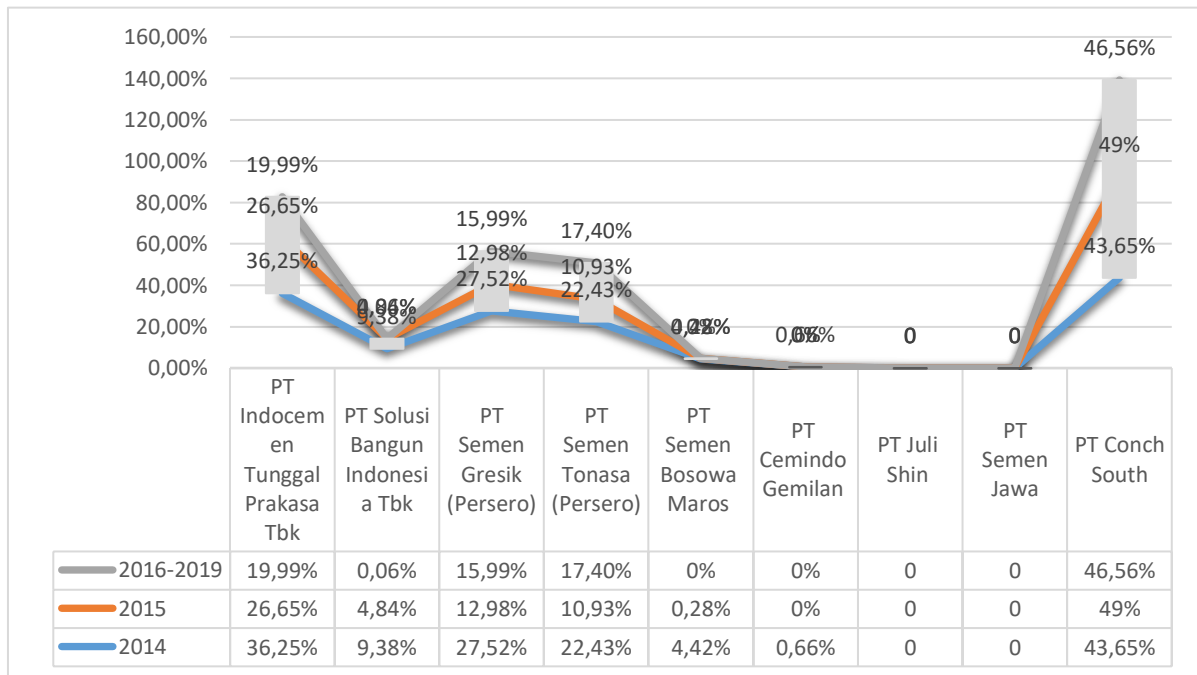 160,00%
140,00%
120,00%
100,00%
80,00%
60,00%
40,00%
20,00%
0,00%
46,56%
49%
43,65%
19,99%
26,65%
36,25%
9,38%
15,99%
12,98%
27,52%
17,40%
10,93%
22,43%
0
0
PT
Indocem
en
Tunggal
Prakasa
Tbk
PT Solusi
Bangun
Indonesi
a Tbk
PT
Semen
Gresik
(Persero)
PT
Semen
Tonasa
(Persero)
PT
Semen
Bosowa
Maros
PT
Cemindo
Gemilan
PT Juli
Shin
PT
Semen
Jawa
PT Conch
South
2016-2019 19,99% 0,06% 15,99% 17,40% 0% 0% 0 0 46,56%
2015 26,65% 4,84% 12,98% 10,93% 0,28% 0% 0 0 49%
2014 36,25% 9,38% 27,52% 22,43% 4,42% 0,66% 0 0 43,65%